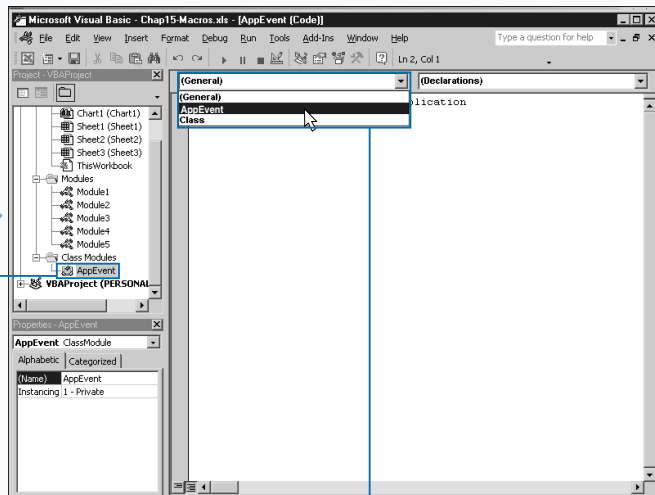 Microsoft Visual Basic - Chap15-Macros.xls - [AppEvent (Code)]
File Edit View Insert Format Debug Run Tools Add-Ins Window Help
Type a question for help
Ln 2, Col 1
Project - VBAProject
(General)
(Declarations)
(General)
AppEvent
Class
plication
Chart1 (Chart1)
Sheet1 (Sheet1)
Sheet2 (Sheet2)
Sheet3 (Sheet3)
ThisWorkbook
Modules
Module1
Module2
Module3
Module4
Module5
Class Modules
AppEvent
VBAProject (PERSONAL
Properties - AppEvent
AppEvent ClassModule
Alphabetic Categorized
(Name) AppEvent
Instancing 1 - Private